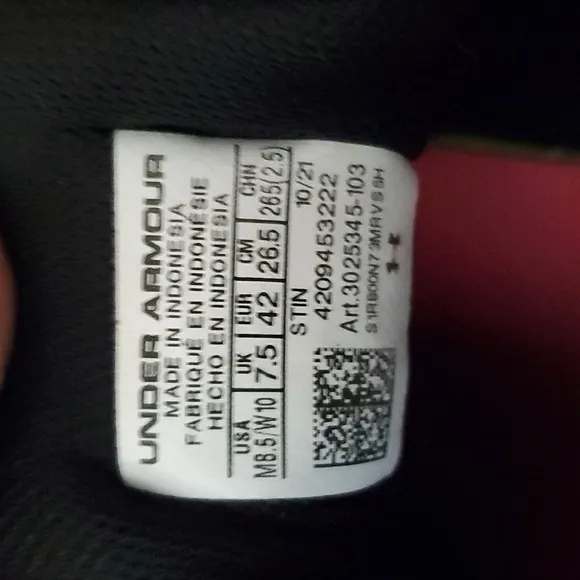 UNDER ARMOUR
MADE IN INDONESIA
FABRIQUÉ EN INDONÉSIE
HECHO EN INDONESIA
USA UK EUR CM CHN
M8.5/W10 7.5 42 26.5 265(2.5)
STIN 10/21
4209453222
Art.3025345-103
S1RB00N73MRVSSH